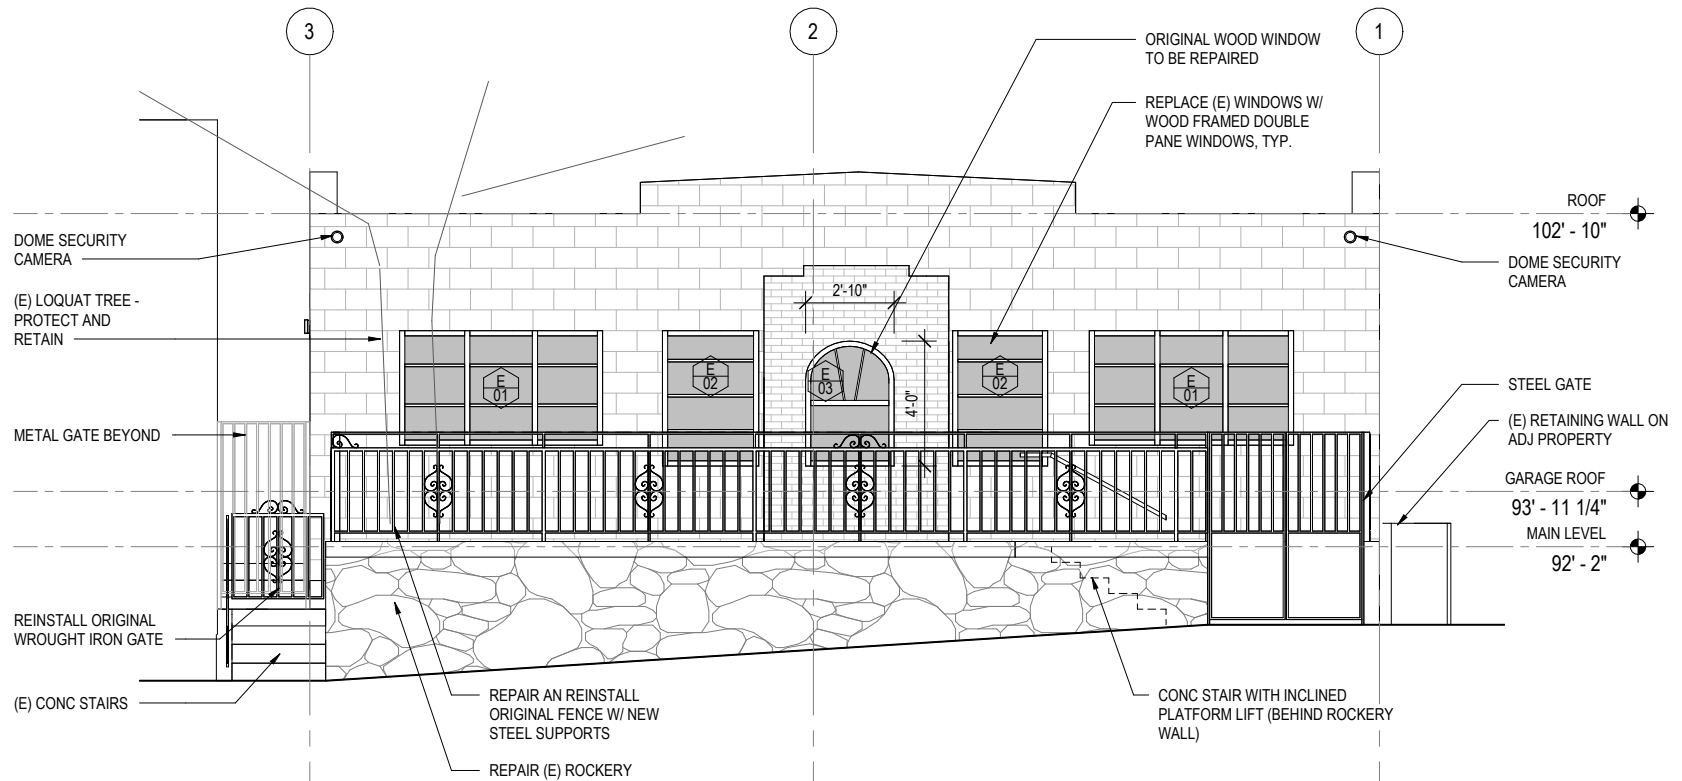 3
2
1
ORIGINAL WOOD WINDOW
TO BE REPAIRED
REPLACE (E) WINDOWS W/
WOOD FRAMED DOUBLE
PANE WINDOWS, TYP.
ROOF
102' - 10"
DOME SECURITY
CAMERA
DOME SECURITY
CAMERA
(E) LOQUAT TREE -
PROTECT AND
RETAIN
2'-10"
4'-0"
E
01
E
02
E
03
E
02
E
01
STEEL GATE
(E) RETAINING WALL ON
ADJ PROPERTY
METAL GATE BEYOND
GARAGE ROOF
93' - 11 1/4"
MAIN LEVEL
92' - 2"
REINSTALL ORIGINAL
WROUGHT IRON GATE
(E) CONC STAIRS
REPAIR AN REINSTALL
ORIGINAL FENCE W/ NEW
STEEL SUPPORTS
REPAIR (E) ROCKERY
CONC STAIR WITH INCLINED
PLATFORM LIFT (BEHIND ROCKERY
WALL)